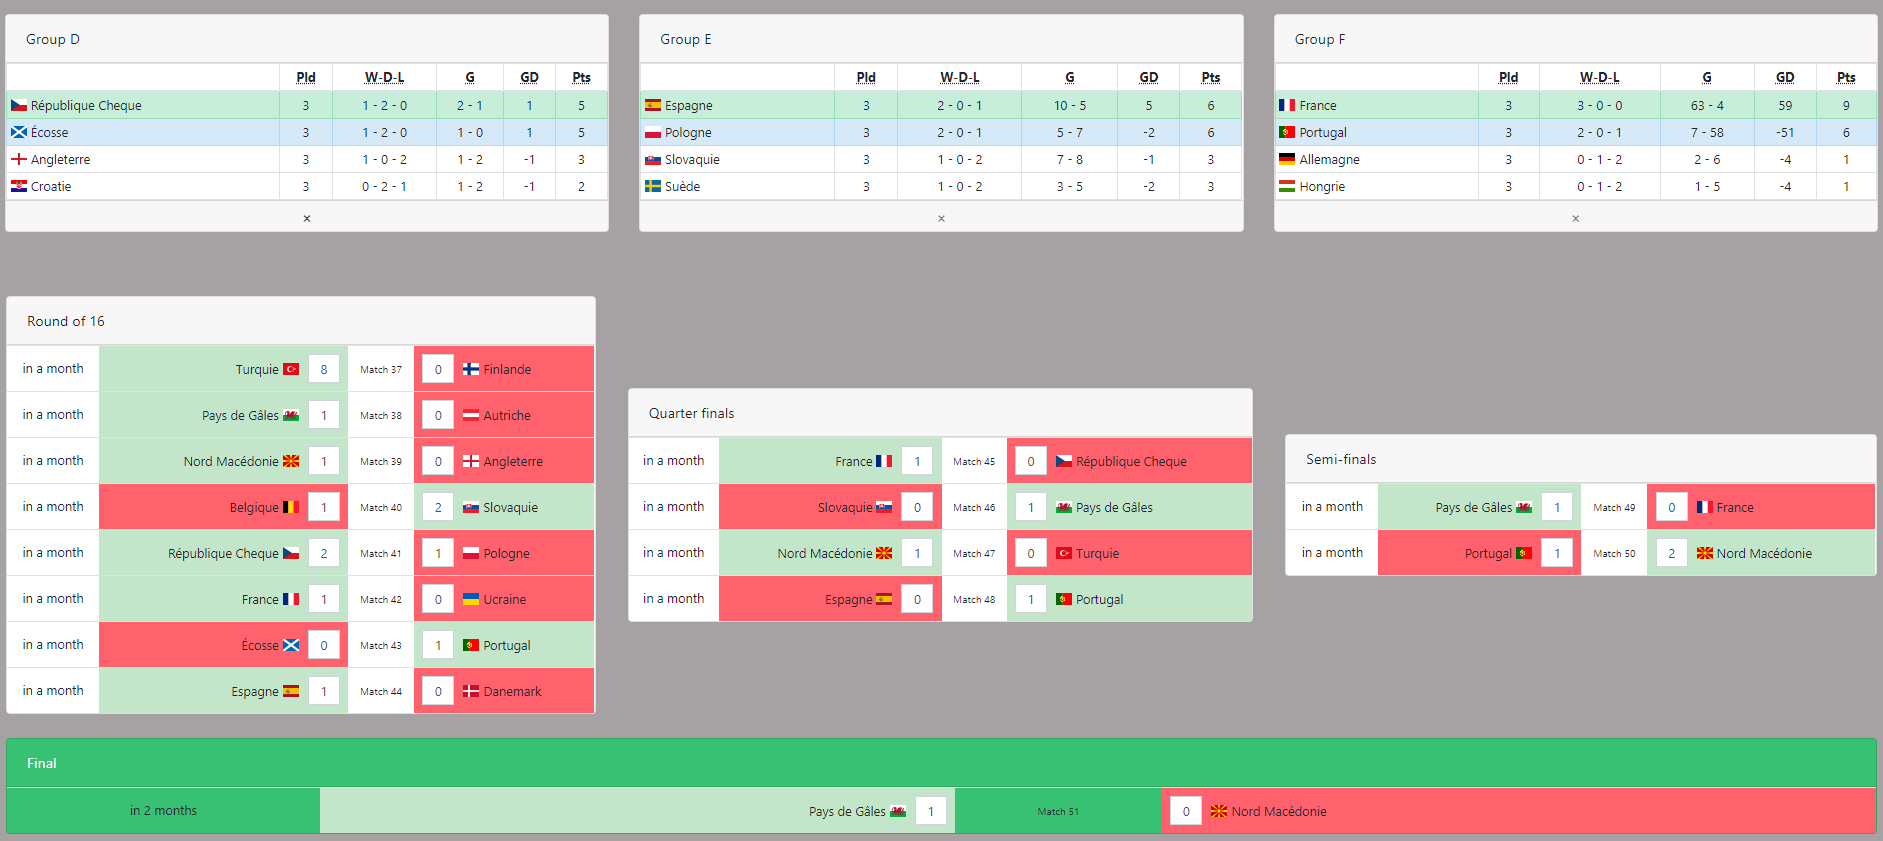 Group D
Pld W-D-L G GD Pts
République Cheque 3 1 - 2 - 0 2 - 1 1 5
Écosse 3 1 - 2 - 0 1 - 0 1 5
Angleterre 3 1 - 0 - 2 1 - 2 -1 3
Croatie 3 0 - 2 - 1 1 - 2 -1 2
×
Group E
Pld W-D-L G GD Pts
Espagne 3 2 - 0 - 1 10 - 5 5 6
Pologne 3 2 - 0 - 1 5 - 7 -2 6
Slovaquie 3 1 - 0 - 2 7 - 8 -1 3
Suède 3 1 - 0 - 2 3 - 5 -2 3
×
Group F
Pld W-D-L G GD Pts
France 3 3 - 0 - 0 63 - 4 59 9
Portugal 3 2 - 0 - 1 7 - 58 -51 6
Allemagne 3 0 - 1 - 2 2 - 6 -4 1
Hongrie 3 0 - 1 - 2 1 - 5 -4 1
×
Round of 16
in a month Turquie 8 Match 37 0 Finlande
in a month Pays de Gâles 1 Match 38 0 Autriche
in a month Nord Macédonie 1 Match 39 0 Angleterre
in a month Belgique 1 Match 40 2 Slovaquie
in a month République Cheque 2 Match 41 1 Pologne
in a month France 1 Match 42 0 Ucraine
in a month Écosse 0 Match 43 1 Portugal
in a month Espagne 1 Match 44 0 Danemark
Quarter finals
in a month France 1 Match 45 0 République Cheque
in a month Slovaquie 0 Match 46 1 Pays de Gâles
in a month Nord Macédonie 1 Match 47 0 Turquie
in a month Espagne 0 Match 48 1 Portugal
Semi-finals
in a month Pays de Gâles 1 Match 49 0 France
in a month Portugal 1 Match 50 2 Nord Macédonie
Final
in 2 months Pays de Gâles 1 Match 51 0 Nord Macédonie